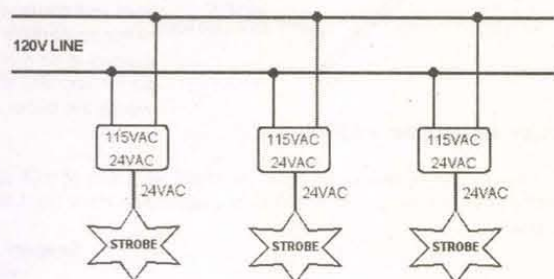 120V LINE
115VAC 115VAC 115VAC
24VAC 24VAC 24VAC
24VAC 24VAC 24VAC
STROBE STROBE STROBE